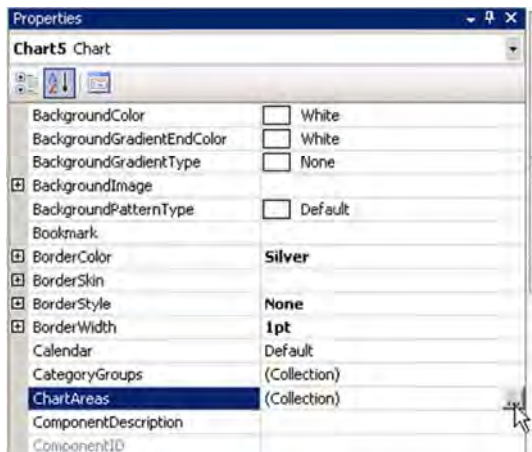 Properties
Chart5 Chart
BackgroundColor White
BackgroundGradientEndColor White
BackgroundGradientType None
BackgroundImage
BackgroundPatternType Default
Bookmark
BorderColor Silver
BorderSkin
BorderStyle None
BorderWidth 1pt
Calendar Default
CategoryGroups (Collection)
ChartAreas (Collection) ...
ComponentDescription
ComponentID